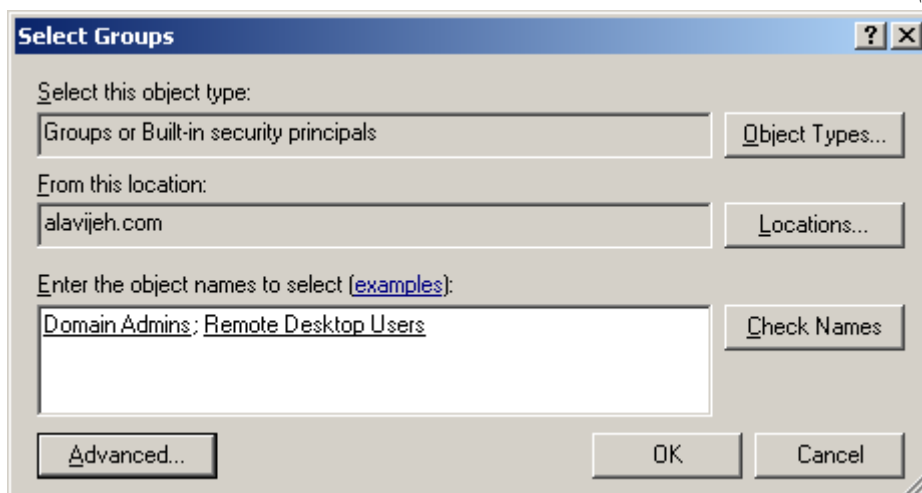 Select Groups
Select this object type:
Groups or Built-in security principals
Object Types...
From this location:
alavijeh.com
Locations...
Enter the object names to select (examples):
Domain Admins; Remote Desktop Users
Check Names
Advanced...
OK
Cancel